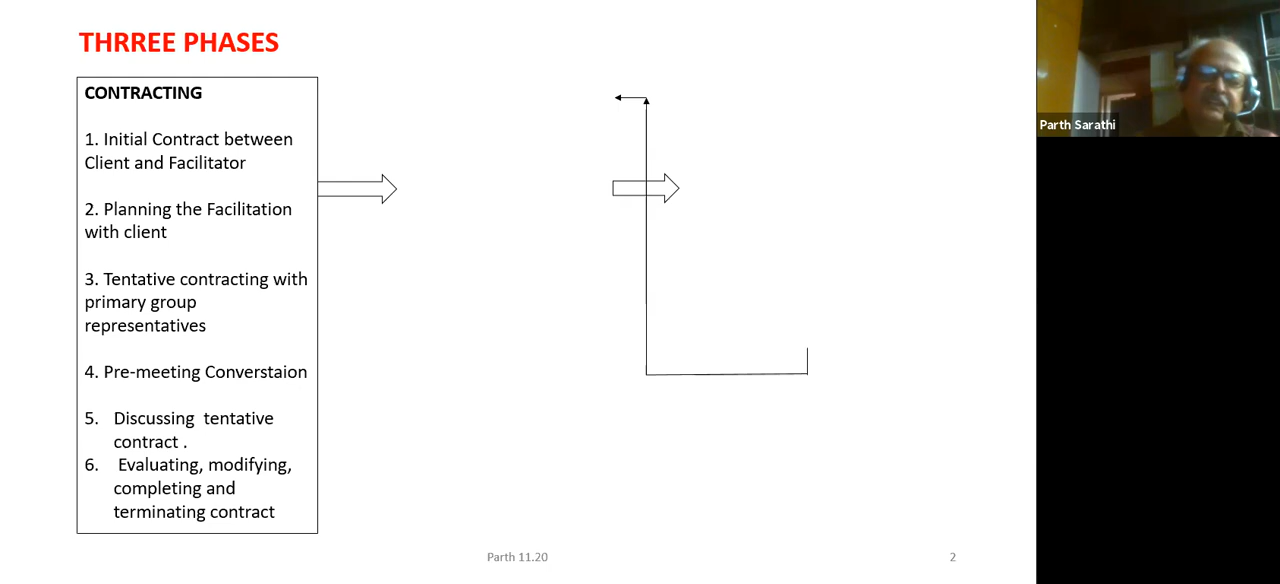 THRREE PHASES
CONTRACTING
1. Initial Contract between
Client and Facilitator
2. Planning the Facilitation
with client
3. Tentative contracting with
primary group
representatives
4. Pre-meeting Converstaion
5. Discussing tentative
contract .
6. Evaluating, modifying,
completing and
terminating contract
Parth 11.20
2
Parth Sarathi